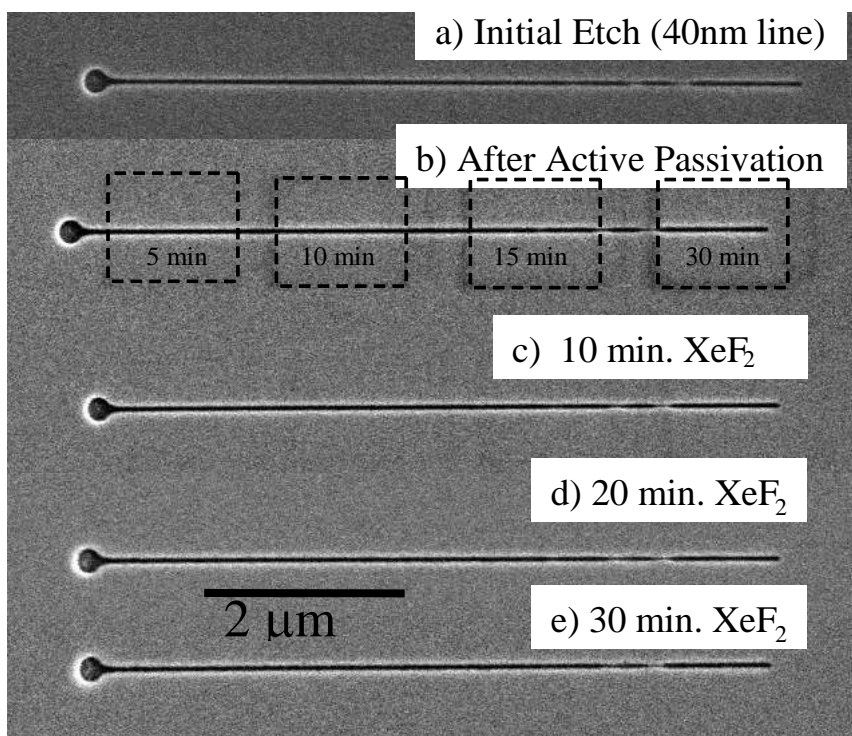 a) Initial Etch (40nm line)
b) After Active Passivation
5 min 10 min 15 min 30 min
c) 10 min. XeF₂
d) 20 min. XeF₂
2 μm
e) 30 min. XeF₂